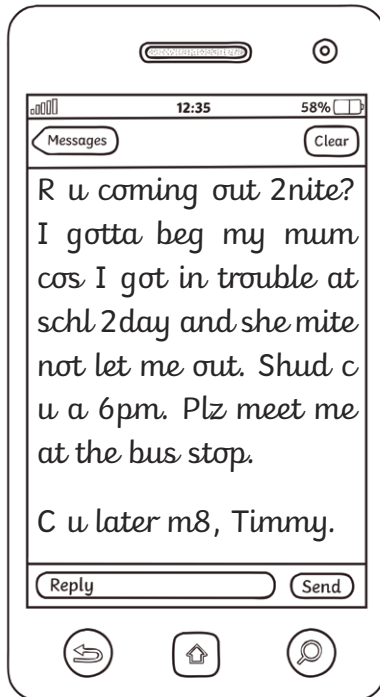 12:35
58%
Messages
Clear
R u coming out 2nite?
I gotta beg my mum
cos I got in trouble at
schl 2day and she mite
not let me out. Shud c
u a 6pm. Plz meet me
at the bus stop.
C u later m8, Timmy.
Reply
Send